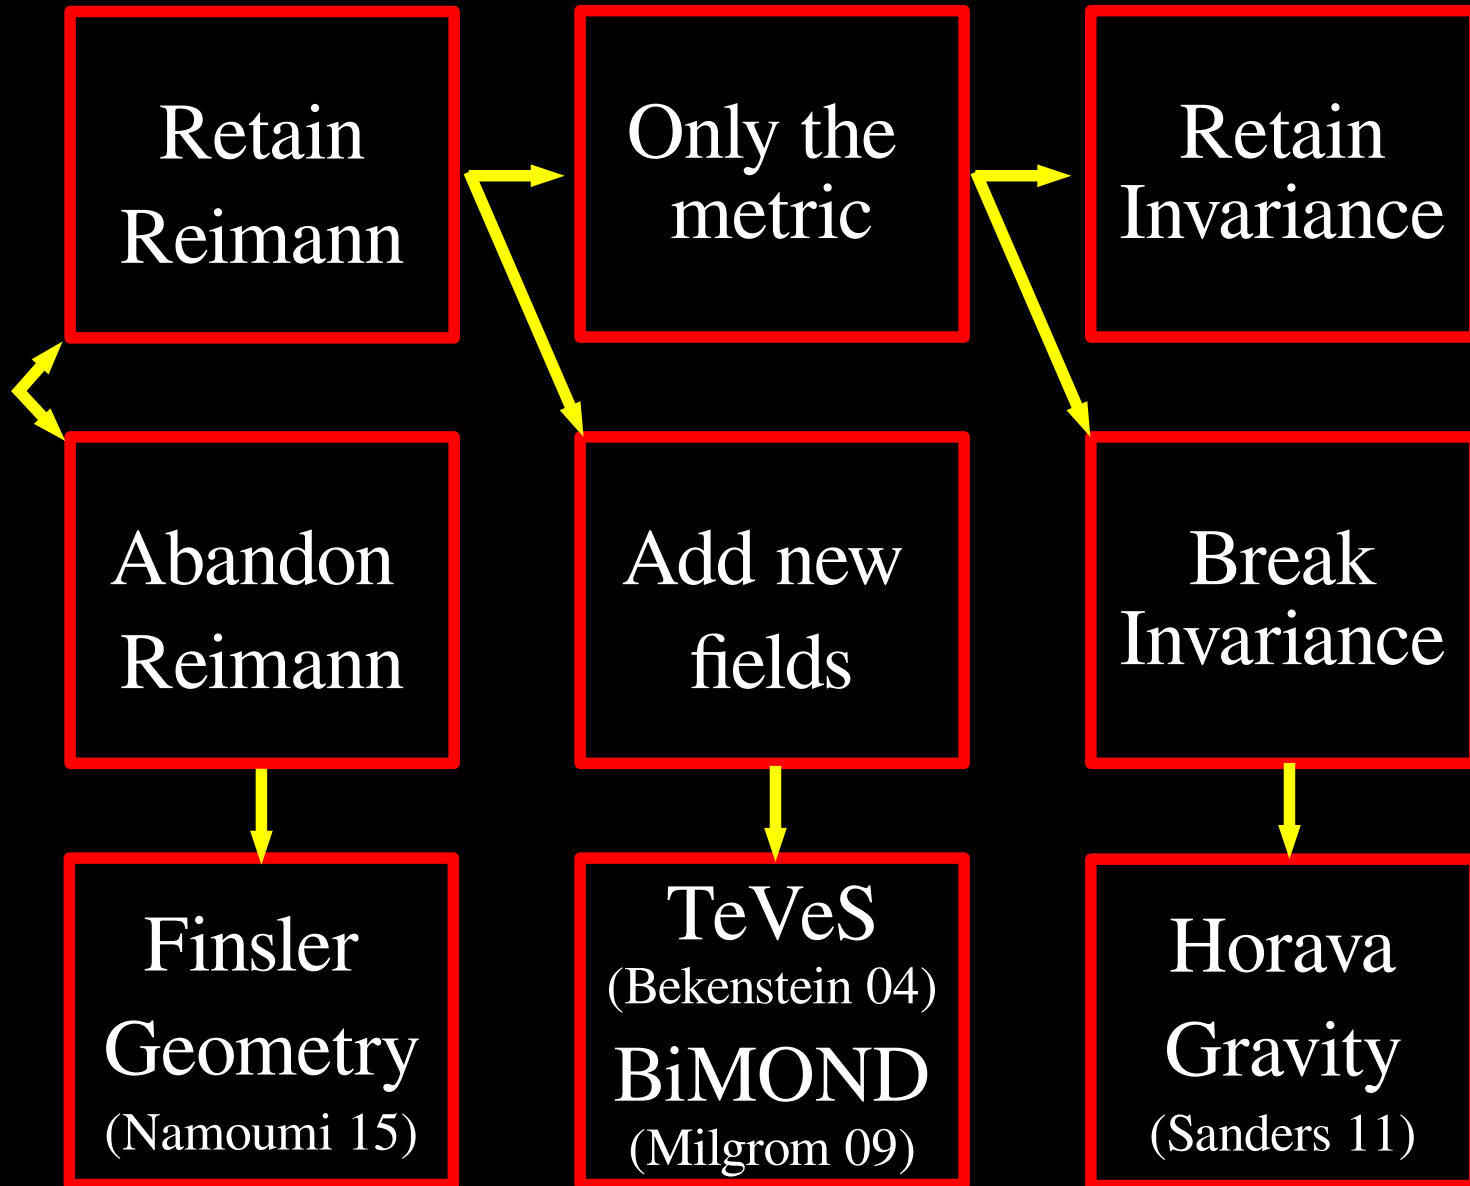 Retain
Reimann
Only the
metric
Retain
Invariance
Abandon
Reimann
Add new
fields
Break
Invariance
Finsler
Geometry
(Namoumi 15)
TeVeS
(Bekenstein 04)
BiMOND
(Milgrom 09)
Horava
Gravity
(Sanders 11)